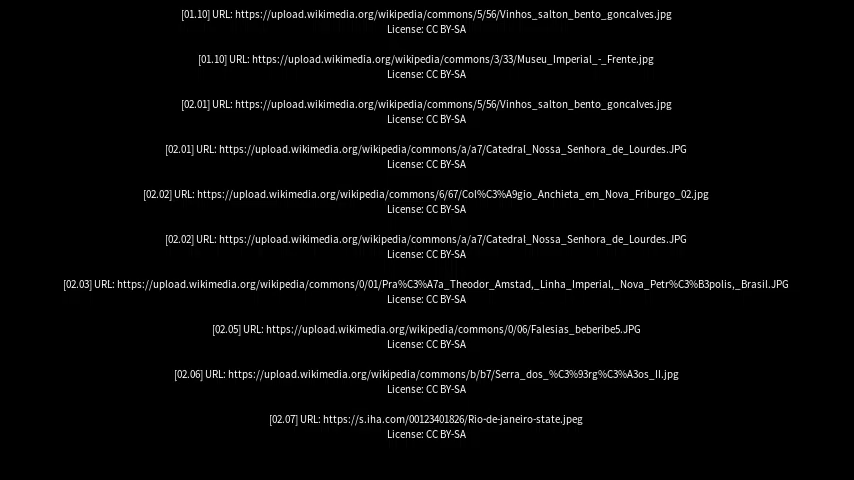 [01.10] URL: https://upload.wikimedia.org/wikipedia/commons/5/56/Vinhos_salton_bento_goncalves.jpg
License: CC BY-SA
[01.10] URL: https://upload.wikimedia.org/wikipedia/commons/3/33/Museu_Imperial_-_Frente.jpg
License: CC BY-SA
[02.01] URL: https://upload.wikimedia.org/wikipedia/commons/5/56/Vinhos_salton_bento_goncalves.jpg
License: CC BY-SA
[02.01] URL: https://upload.wikimedia.org/wikipedia/commons/a/a7/Catedral_Nossa_Senhora_de_Lourdes.JPG
License: CC BY-SA
[02.02] URL: https://upload.wikimedia.org/wikipedia/commons/6/67/Col%C3%A9gio_Anchieta_em_Nova_Friburgo_02.jpg
License: CC BY-SA
[02.02] URL: https://upload.wikimedia.org/wikipedia/commons/a/a7/Catedral_Nossa_Senhora_de_Lourdes.JPG
License: CC BY-SA
[02.03] URL: https://upload.wikimedia.org/wikipedia/commons/0/01/Pra%C3%A7a_Theodor_Amstad,_Linha_Imperial,_Nova_Petr%C3%B3polis,_Brasil.JPG
License: CC BY-SA
[02.05] URL: https://upload.wikimedia.org/wikipedia/commons/0/06/Falesias_beberibe5.JPG
License: CC BY-SA
[02.06] URL: https://upload.wikimedia.org/wikipedia/commons/b/b7/Serra_dos_%C3%93rg%C3%A3os_II.jpg
License: CC BY-SA
[02.07] URL: https://s.iha.com/00123401826/Rio-de-janeiro-state.jpeg
License: CC BY-SA